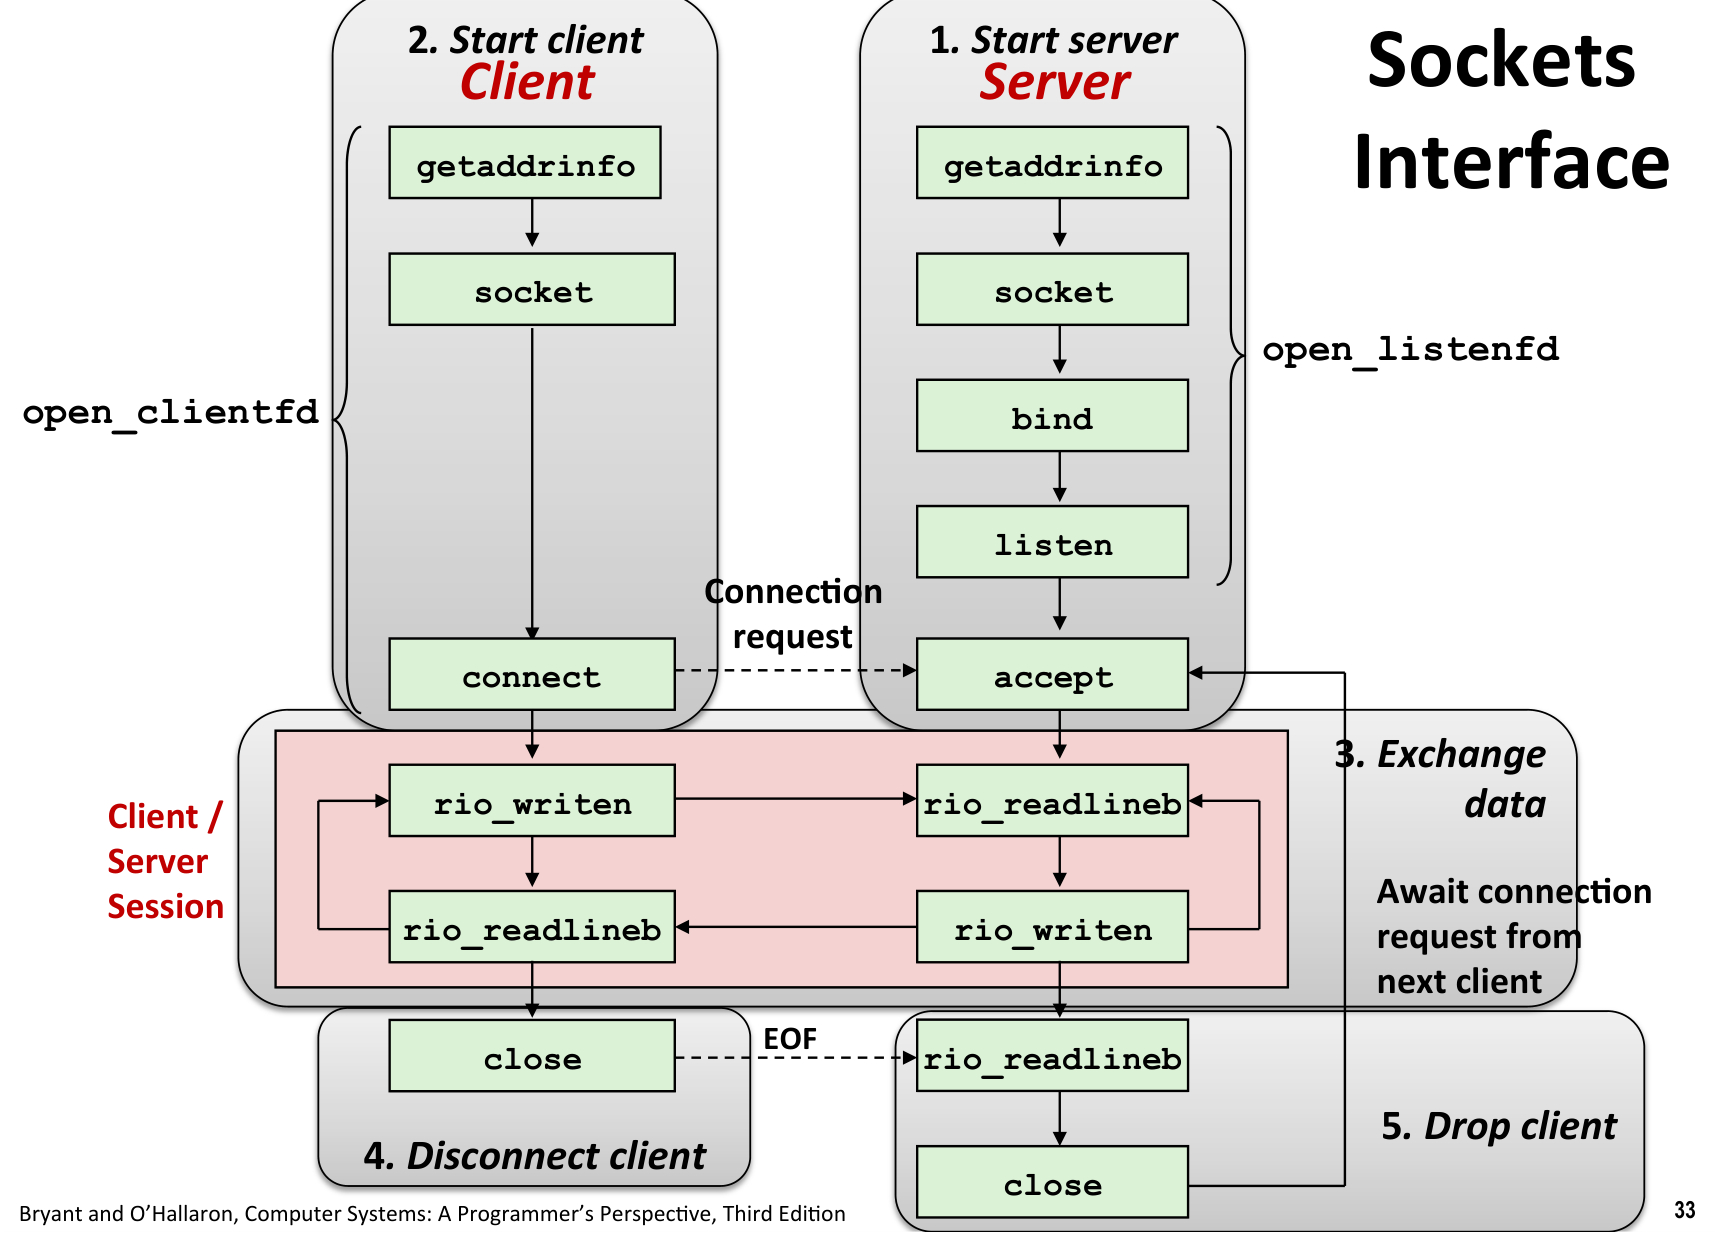 Sockets
Interface
2. Start client
Client
1. Start server
Server
getaddrinfo
getaddrinfo
socket
socket
open_listenfd
open_clientfd
bind
listen
Connection
request
connect
accept
3. Exchange
data
Client /
Server
Session
rio_writen
rio_readlineb
rio_readlineb
rio_writen
Await connection
request from
next client
close
EOF
rio_readlineb
4. Disconnect client
5. Drop client
close
Bryant and O’Hallaron, Computer Systems: A Programmer’s Perspective, Third Edition
33